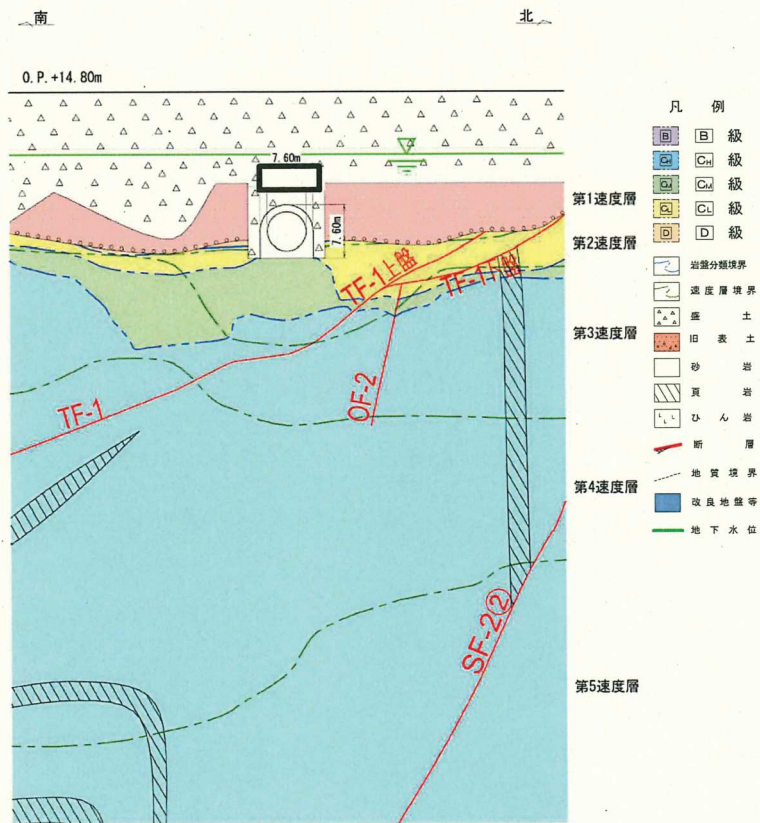 南
北
O.P.+14.80m
7.60m
7.60m
TF-1上盤
TF-1下盤
OF-2
TF-1
SF-2②
第1速度層
第2速度層
第3速度層
第4速度層
第5速度層
凡 例
B B 級
CH CH 級
CM CM 級
CL CL 級
D D 級
岩盤分類境界
速度層境界
盛 土
旧 表 土
砂 岩
頁 岩
ひ ん 岩
断 層
地 質 境 界
改 良 地 盤 等
地 下 水 位